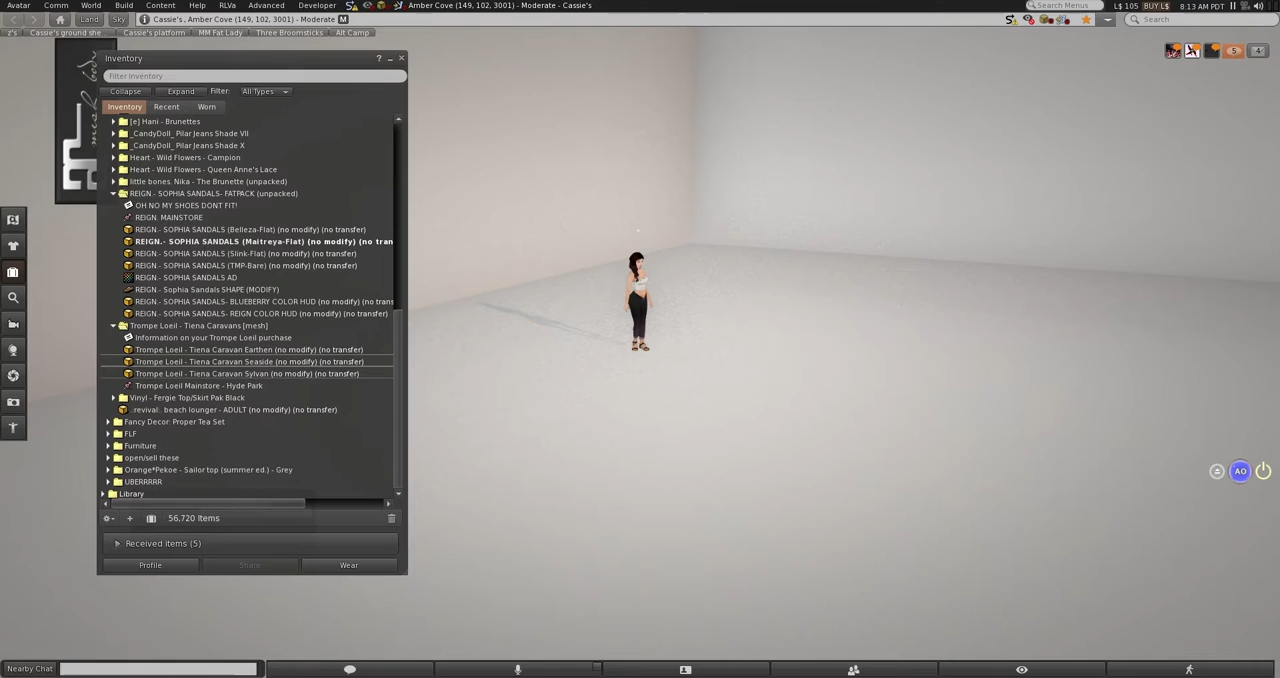 Avatar Comm World Build Content Help RLVa Advanced Developer Amber Cove (149, 102, 3001) - Moderate - Cassie's Search Menus L$ 105 BUY L$ 8:13 AM PDT
Land Sky Cassie's, Amber Cove (149, 102, 3001) - Moderate M Search
z's Cassie's ground she Cassie's platform MM Fat Lady Three Broomsticks Alt Camp
5 4
mesh body
Inventory ?
Filter Inventory
Collapse Expand Filter: All Types
Inventory Recent Worn
[e] Hani - Brunettes
_CandyDoll_ Pilar Jeans Shade VII
_CandyDoll_ Pilar Jeans Shade X
Heart - Wild Flowers - Campion
Heart - Wild Flowers - Queen Anne's Lace
little bones. Nika - The Brunette (unpacked)
REIGN.- SOPHIA SANDALS- FATPACK (unpacked)
OH NO MY SHOES DONT FIT!
REIGN. MAINSTORE
REIGN.- SOPHIA SANDALS (Belleza-Flat) (no modify) (no transfer)
REIGN.- SOPHIA SANDALS (Maitreya-Flat) (no modify) (no tran
REIGN.- SOPHIA SANDALS (Slink-Flat) (no modify) (no transfer)
REIGN.- SOPHIA SANDALS (TMP-Bare) (no modify) (no transfer)
REIGN.- SOPHIA SANDALS AD
REIGN.- Sophia Sandals SHAPE (MODIFY)
REIGN.- SOPHIA SANDALS- BLUEBERRY COLOR HUD (no modify) (no trans
REIGN.- SOPHIA SANDALS- REIGN COLOR HUD (no modify) (no transfer)
Trompe Loeil - Tiena Caravans [mesh]
Information on your Trompe Loeil purchase
Trompe Loeil - Tiena Caravan Earthen (no modify) (no transfer)
Trompe Loeil - Tiena Caravan Seaside (no modify) (no transfer)
Trompe Loeil - Tiena Caravan Sylvan (no modify) (no transfer)
Trompe Loeil Mainstore - Hyde Park
Vinyl - Fergie Top/Skirt Pak Black
.revival. beach lounger - ADULT (no modify) (no transfer)
Fancy Decor: Proper Tea Set
FLF
Furniture
open/sell these
Orange*Pekoe - Sailor top (summer ed.) - Grey
UBERRRRR
Library
56,720 Items
Received items (5)
Profile Share Wear
AO
Nearby Chat